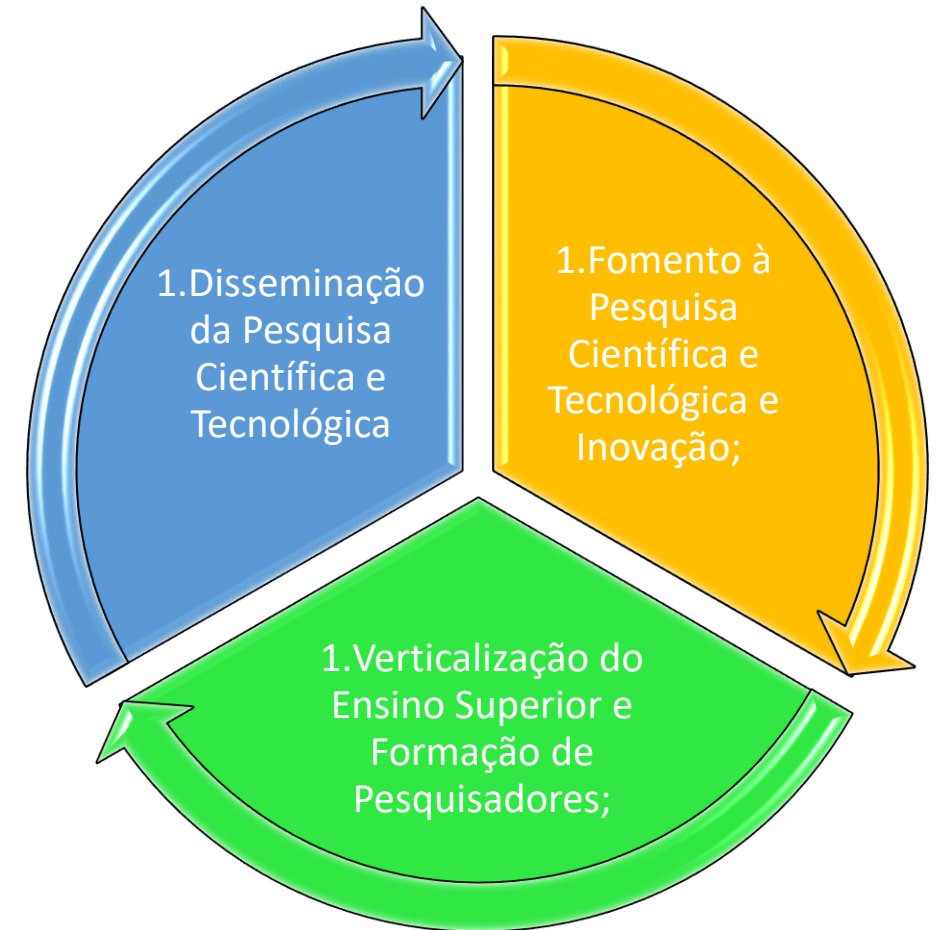 1.Disseminação
da Pesquisa
Científica e
Tecnológica
1.Fomento à
Pesquisa
Científica e
Tecnológica e
Inovação;
1.Verticalização do
Ensino Superior e
Formação de
Pesquisadores;